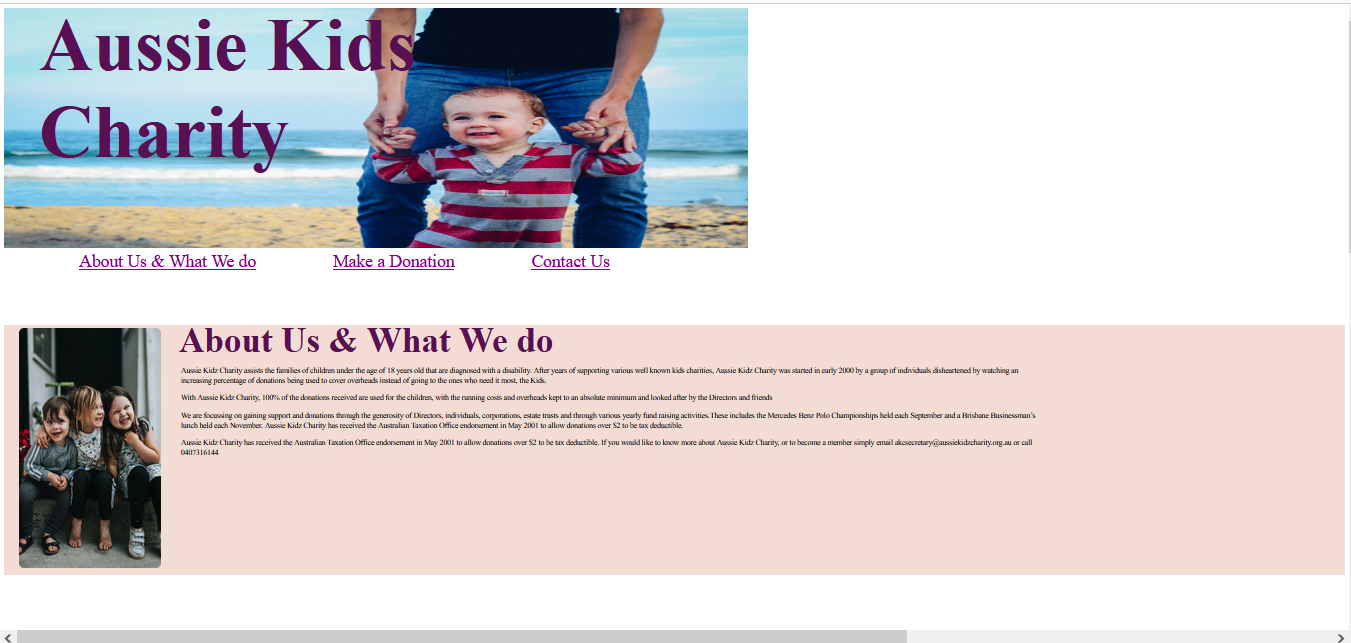 Aussie Kids
Charity
About Us & What We do
Make a Donation
Contact Us
About Us & What We do
Aussie Kidz Charity assists the families of children under the age of 18 years old that are diagnosed with a disability. After years of supporting various well known kids charities, Aussie Kidz Charity was started in early 2000 by a group of individuals disheartened by watching an
increasing percentage of donations being used to cover overheads instead of going to the ones who need it most, the Kids.
With Aussie Kidz Charity, 100% of the donations received are used for the children, with the running costs and overheads kept to an absolute minimum and looked after by the Directors and friends
We are focussing on gaining support and donations through the generosity of Directors, individuals, corporations, estate trusts and through various yearly fund raising activities.These includes the Mercedes Benz Polo Championships held each September and a Brisbane Businessman’s
lunch held each November. Aussie Kidz Charity has received the Australian Taxation Office endorsement in May 2001 to allow donations over $2 to be tax deductible.
Aussie Kidz Charity has received the Australian Taxation Office endorsement in May 2001 to allow donations over $2 to be tax deductible. If you would like to know more about Aussie Kidz Charity, or to become a member simply email akcsecretary@aussiekidzcharity.org.au or call
0407316144